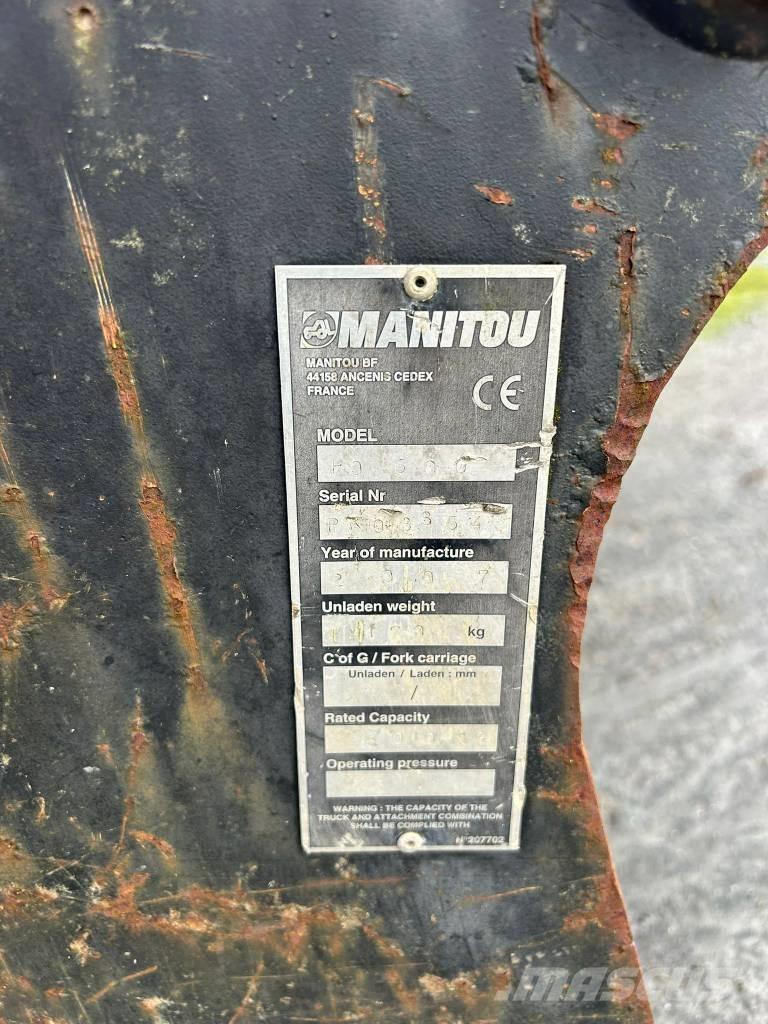 MANITOU
MANITOU BF
44158 ANCENIS CEDEX
FRANCE
CE
MODEL
Serial Nr
Year of manufacture
2007
Unladen weight
kg
C of G / Fork carriage
Unladen / Laden : mm
/
Rated Capacity
Operating pressure
WARNING : THE CAPACITY OF THE
TRUCK AND ATTACHMENT COMBINATION
SHALL BE COMPLIED WITH
N°207702
MASCUS